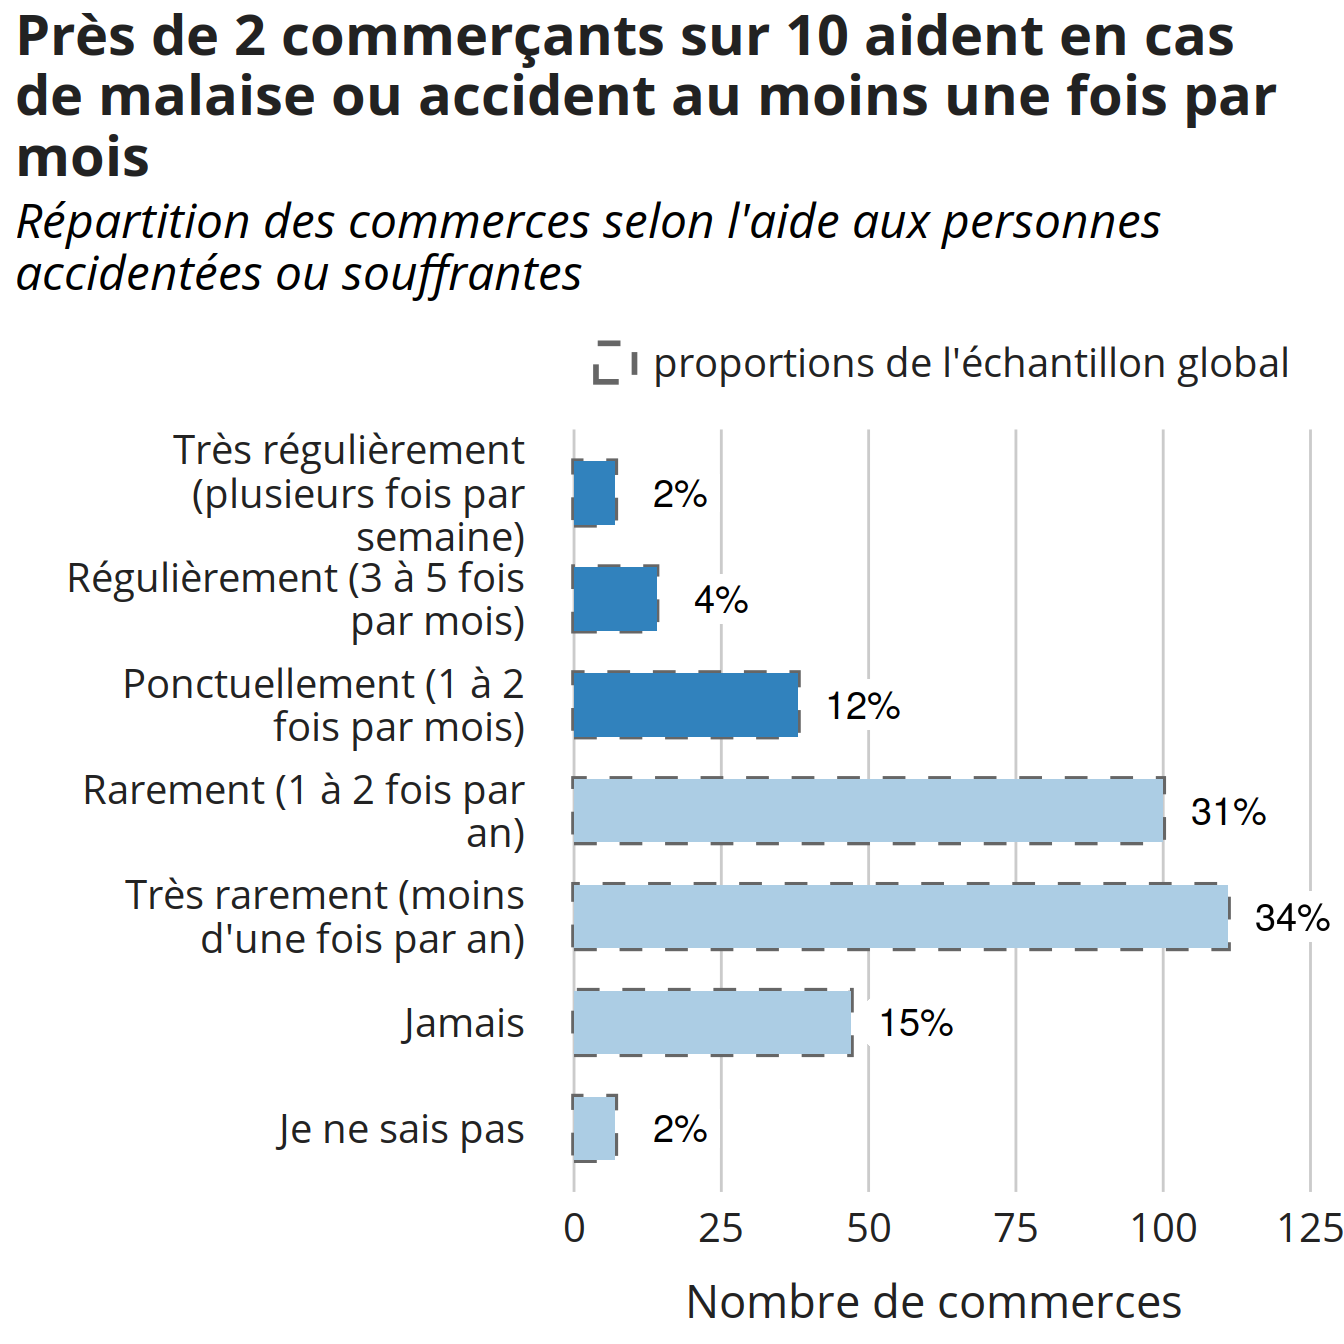 Près de 2 commerçants sur 10 aident en cas
de malaise ou accident au moins une fois par
mois
Répartition des commerces selon l'aide aux personnes
accidentées ou souffrantes
proportions de l'échantillon global
Très régulièrement
(plusieurs fois par
semaine)
2%
Régulièrement (3 à 5 fois
par mois)
4%
Ponctuellement (1 à 2
fois par mois)
12%
Rarement (1 à 2 fois par
an)
31%
Très rarement (moins
d'une fois par an)
34%
Jamais
15%
Je ne sais pas
2%
0 25 50 75 100 125
Nombre de commerces